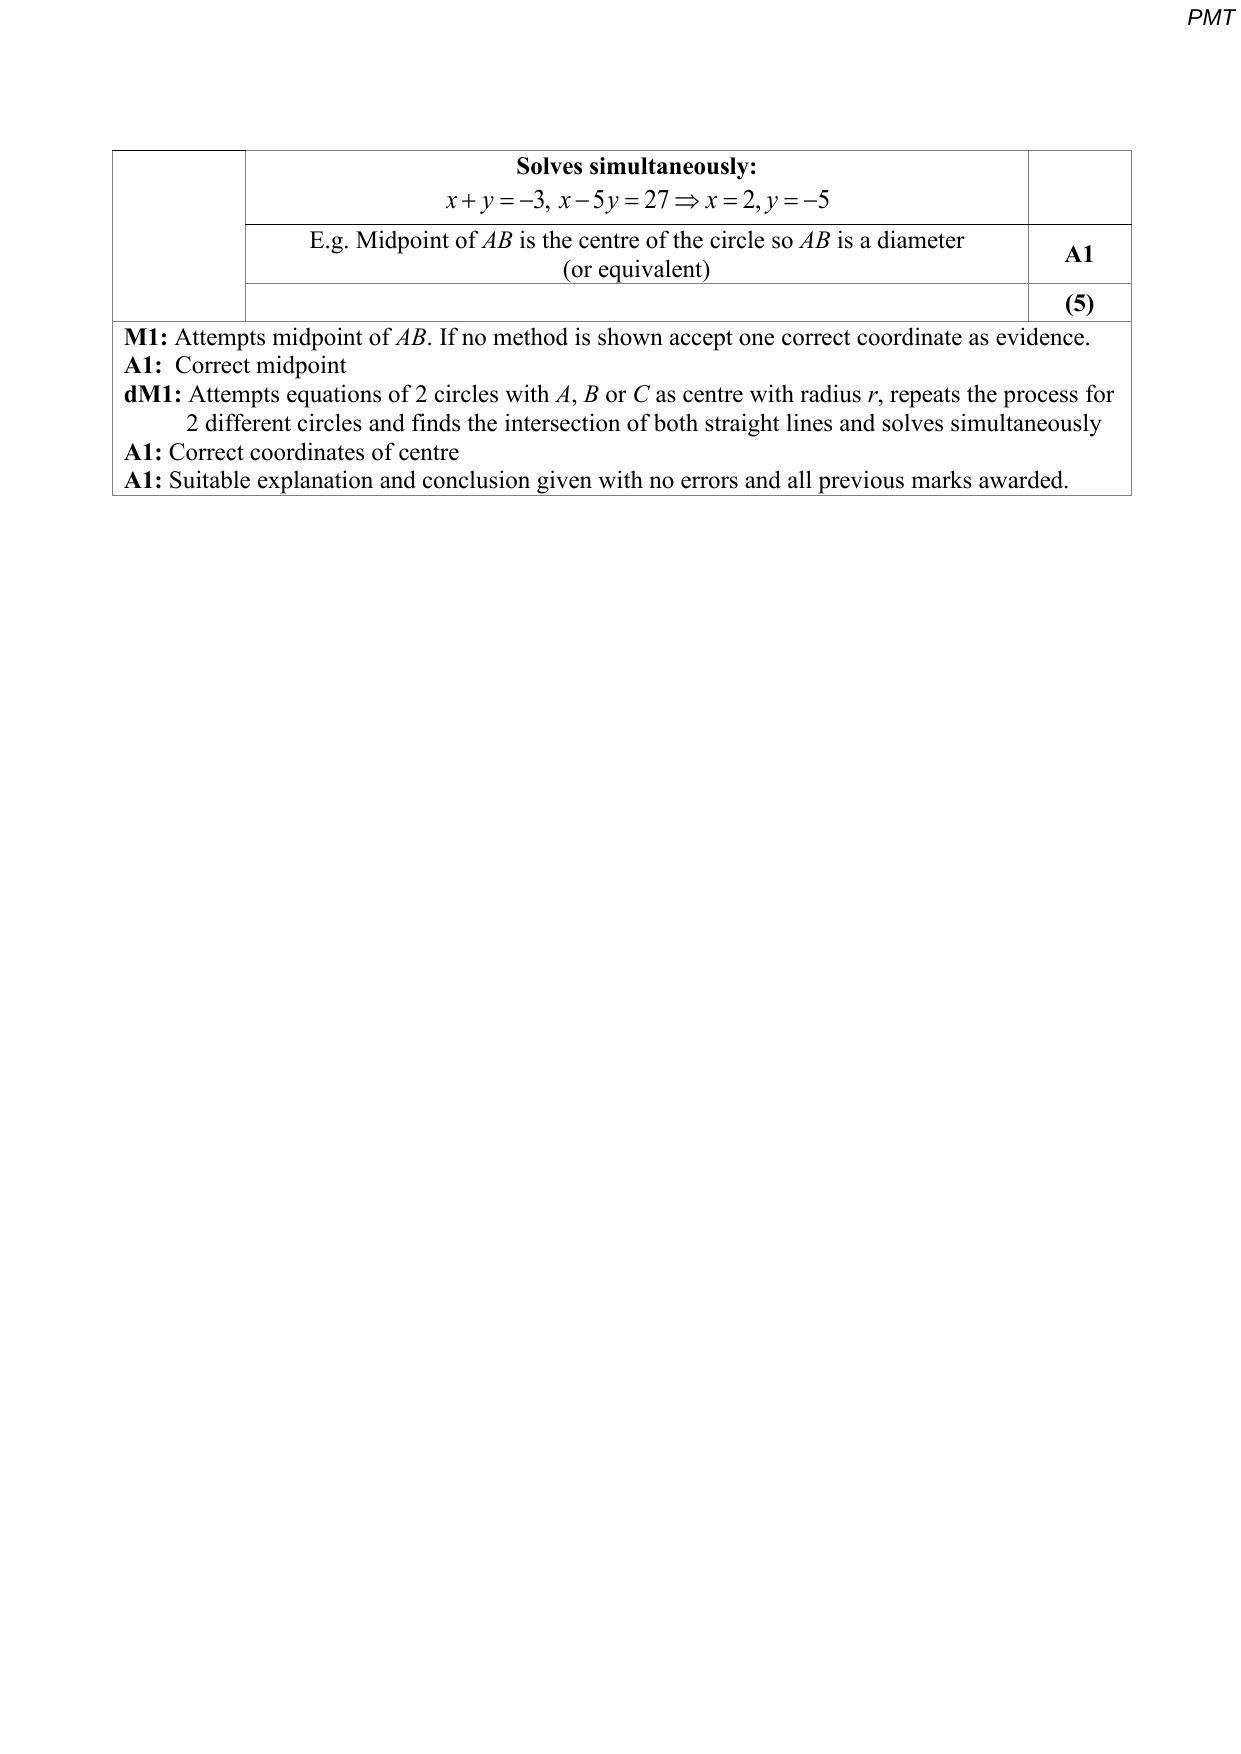 PMT
Solves simultaneously:
x + y = −3, x − 5y = 27 ⇒ x = 2, y = −5
E.g. Midpoint of AB is the centre of the circle so AB is a diameter
(or equivalent)
A1
(5)
M1: Attempts midpoint of AB. If no method is shown accept one correct coordinate as evidence.
A1: Correct midpoint
dM1: Attempts equations of 2 circles with A, B or C as centre with radius r, repeats the process for
2 different circles and finds the intersection of both straight lines and solves simultaneously
A1: Correct coordinates of centre
A1: Suitable explanation and conclusion given with no errors and all previous marks awarded.